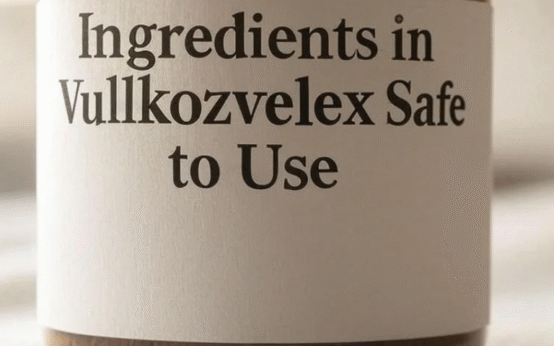 Ingredients in
Vullkozvelex Safe
to Use